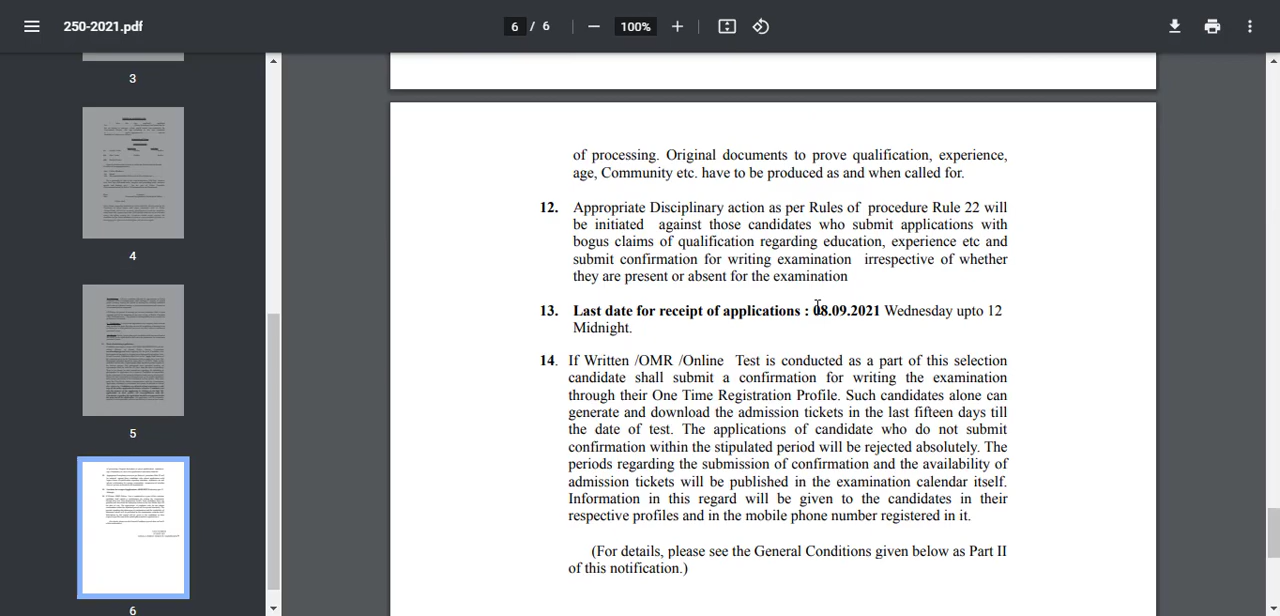 250-2021.pdf
6 / 6
100%
3
4
5
6
of processing. Original documents to prove qualification, experience,
age, Community etc. have to be produced as and when called for.
12. Appropriate Disciplinary action as per Rules of procedure Rule 22 will
be initiated against those candidates who submit applications with
bogus claims of qualification regarding education, experience etc and
submit confirmation for writing examination irrespective of whether
they are present or absent for the examination
13. Last date for receipt of applications : 08.09.2021 Wednesday upto 12
Midnight.
14. If Written /OMR /Online Test is conducted as a part of this selection
candidate shall submit a confirmation for writing the examination
through their One Time Registration Profile. Such candidates alone can
generate and download the admission tickets in the last fifteen days till
the date of test. The applications of candidate who do not submit
confirmation within the stipulated period will be rejected absolutely. The
periods regarding the submission of confirmation and the availability of
admission tickets will be published in the examination calendar itself.
Information in this regard will be given to the candidates in their
respective profiles and in the mobile phone number registered in it.
(For details, please see the General Conditions given below as Part II
of this notification.)